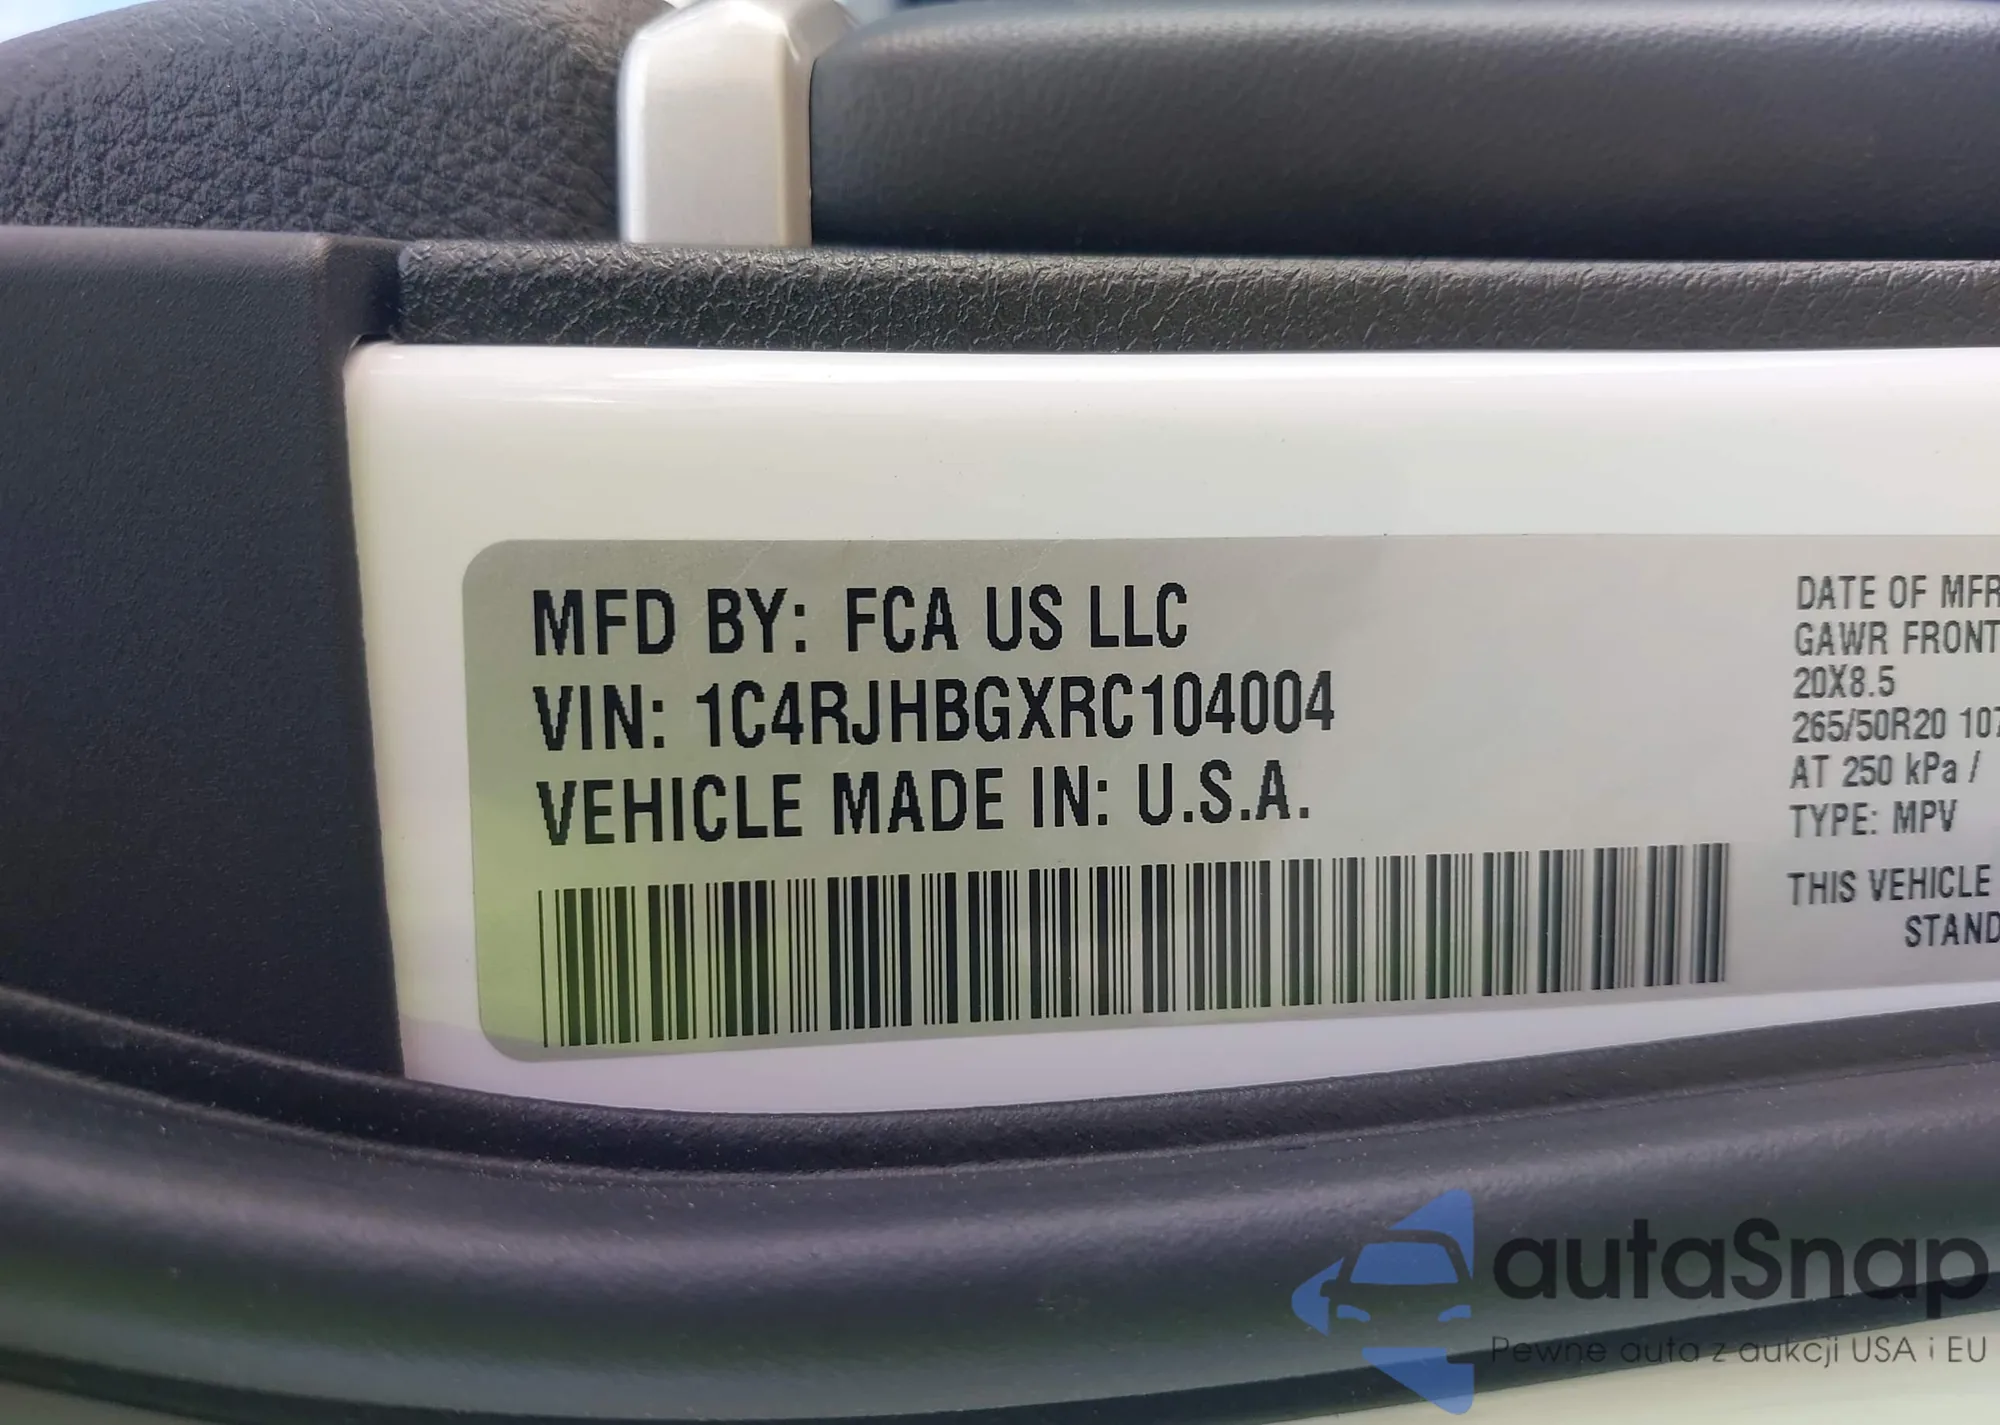 MFD BY: FCA US LLC
VIN: 1C4RJHBGXRC104004
VEHICLE MADE IN: U.S.A.
DATE OF MFR
GAWR FRONT
20X8.5
265/50R20 107
AT 250 kPa /
TYPE: MPV
THIS VEHICLE
STAND
autaSnap
Pewne auta z aukcji USA i EU